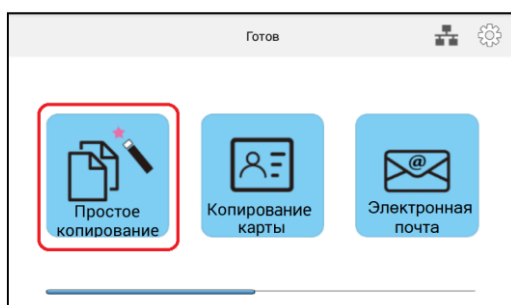 Готов
Простое
копирование
Копирование
карты
@
Электронная
почта